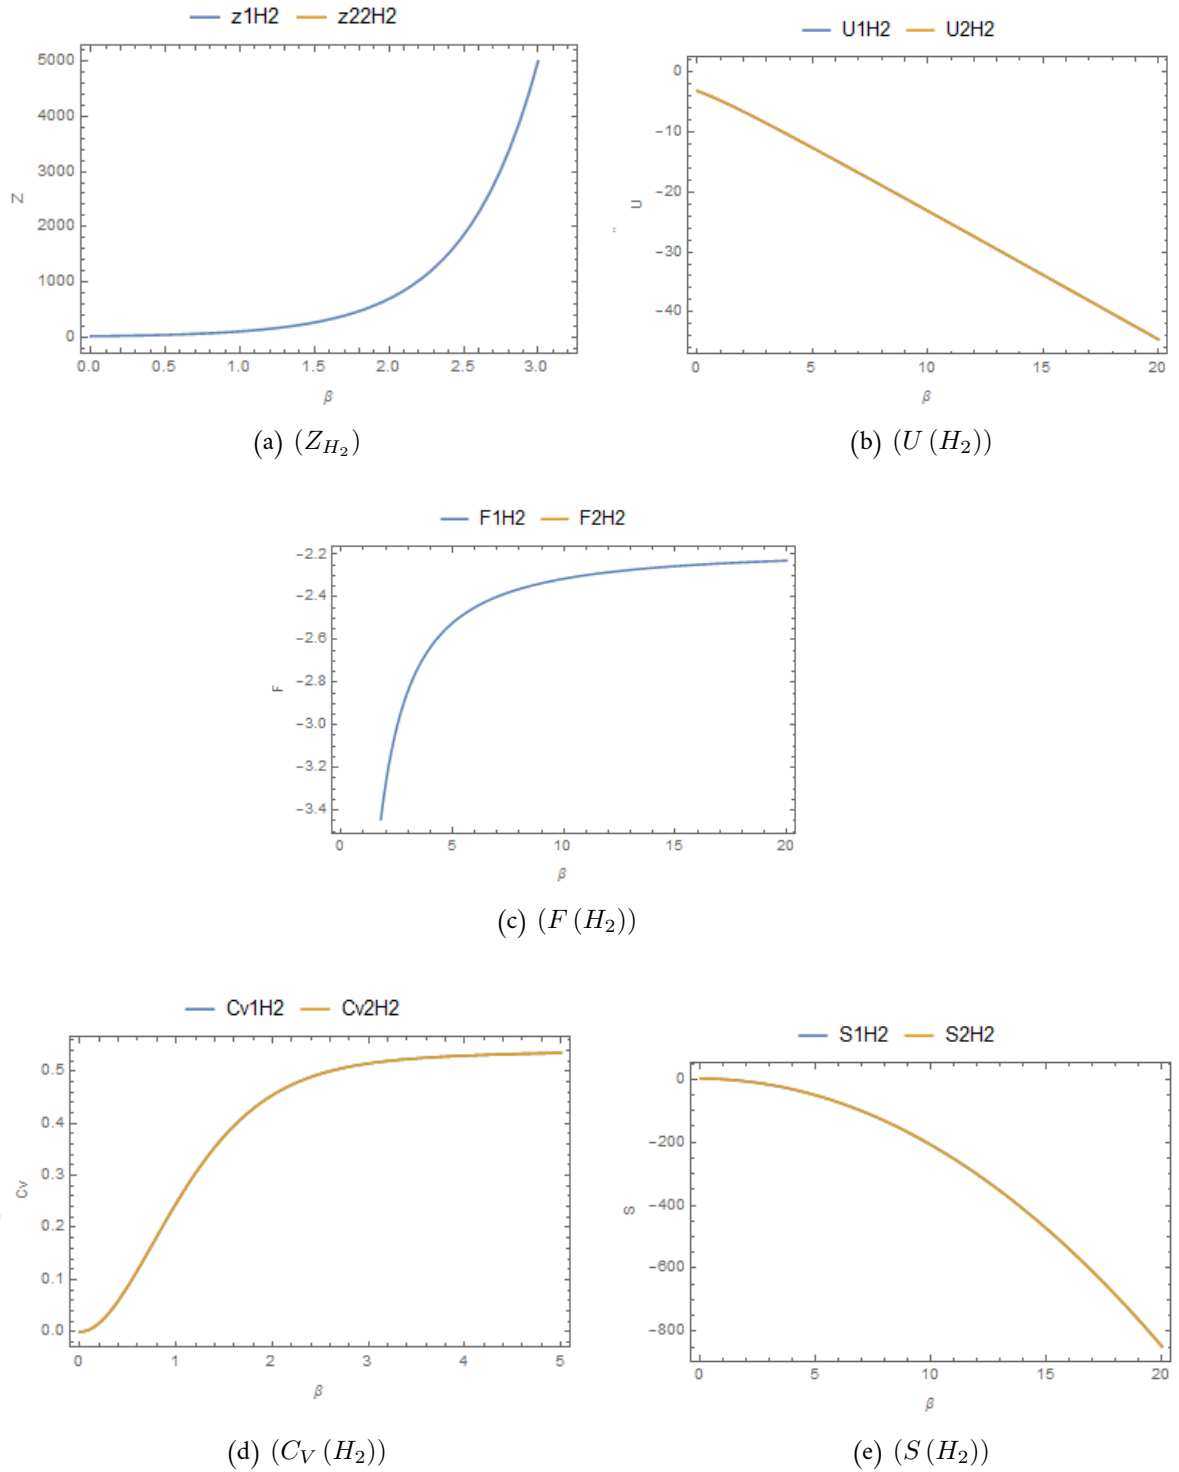 z1H2 z22H2
Z
5000
4000
3000
2000
1000
0
0.0 0.5 1.0 1.5 2.0 2.5 3.0
β
(a) (Z_{H_2})
U1H2 U2H2
U
0
−10
−20
−30
−40
0 5 10 15 20
β
(b) (U (H_2))
F1H2 F2H2
F
−2.2
−2.4
−2.6
−2.8
−3.0
−3.2
−3.4
0 5 10 15 20
β
(c) (F (H_2))
Cv1H2 Cv2H2
Cv
0.5
0.4
0.3
0.2
0.1
0.0
0 1 2 3 4 5
β
(d) (C_V (H_2))
S1H2 S2H2
S
0
−200
−400
−600
−800
0 5 10 15 20
β
(e) (S (H_2))